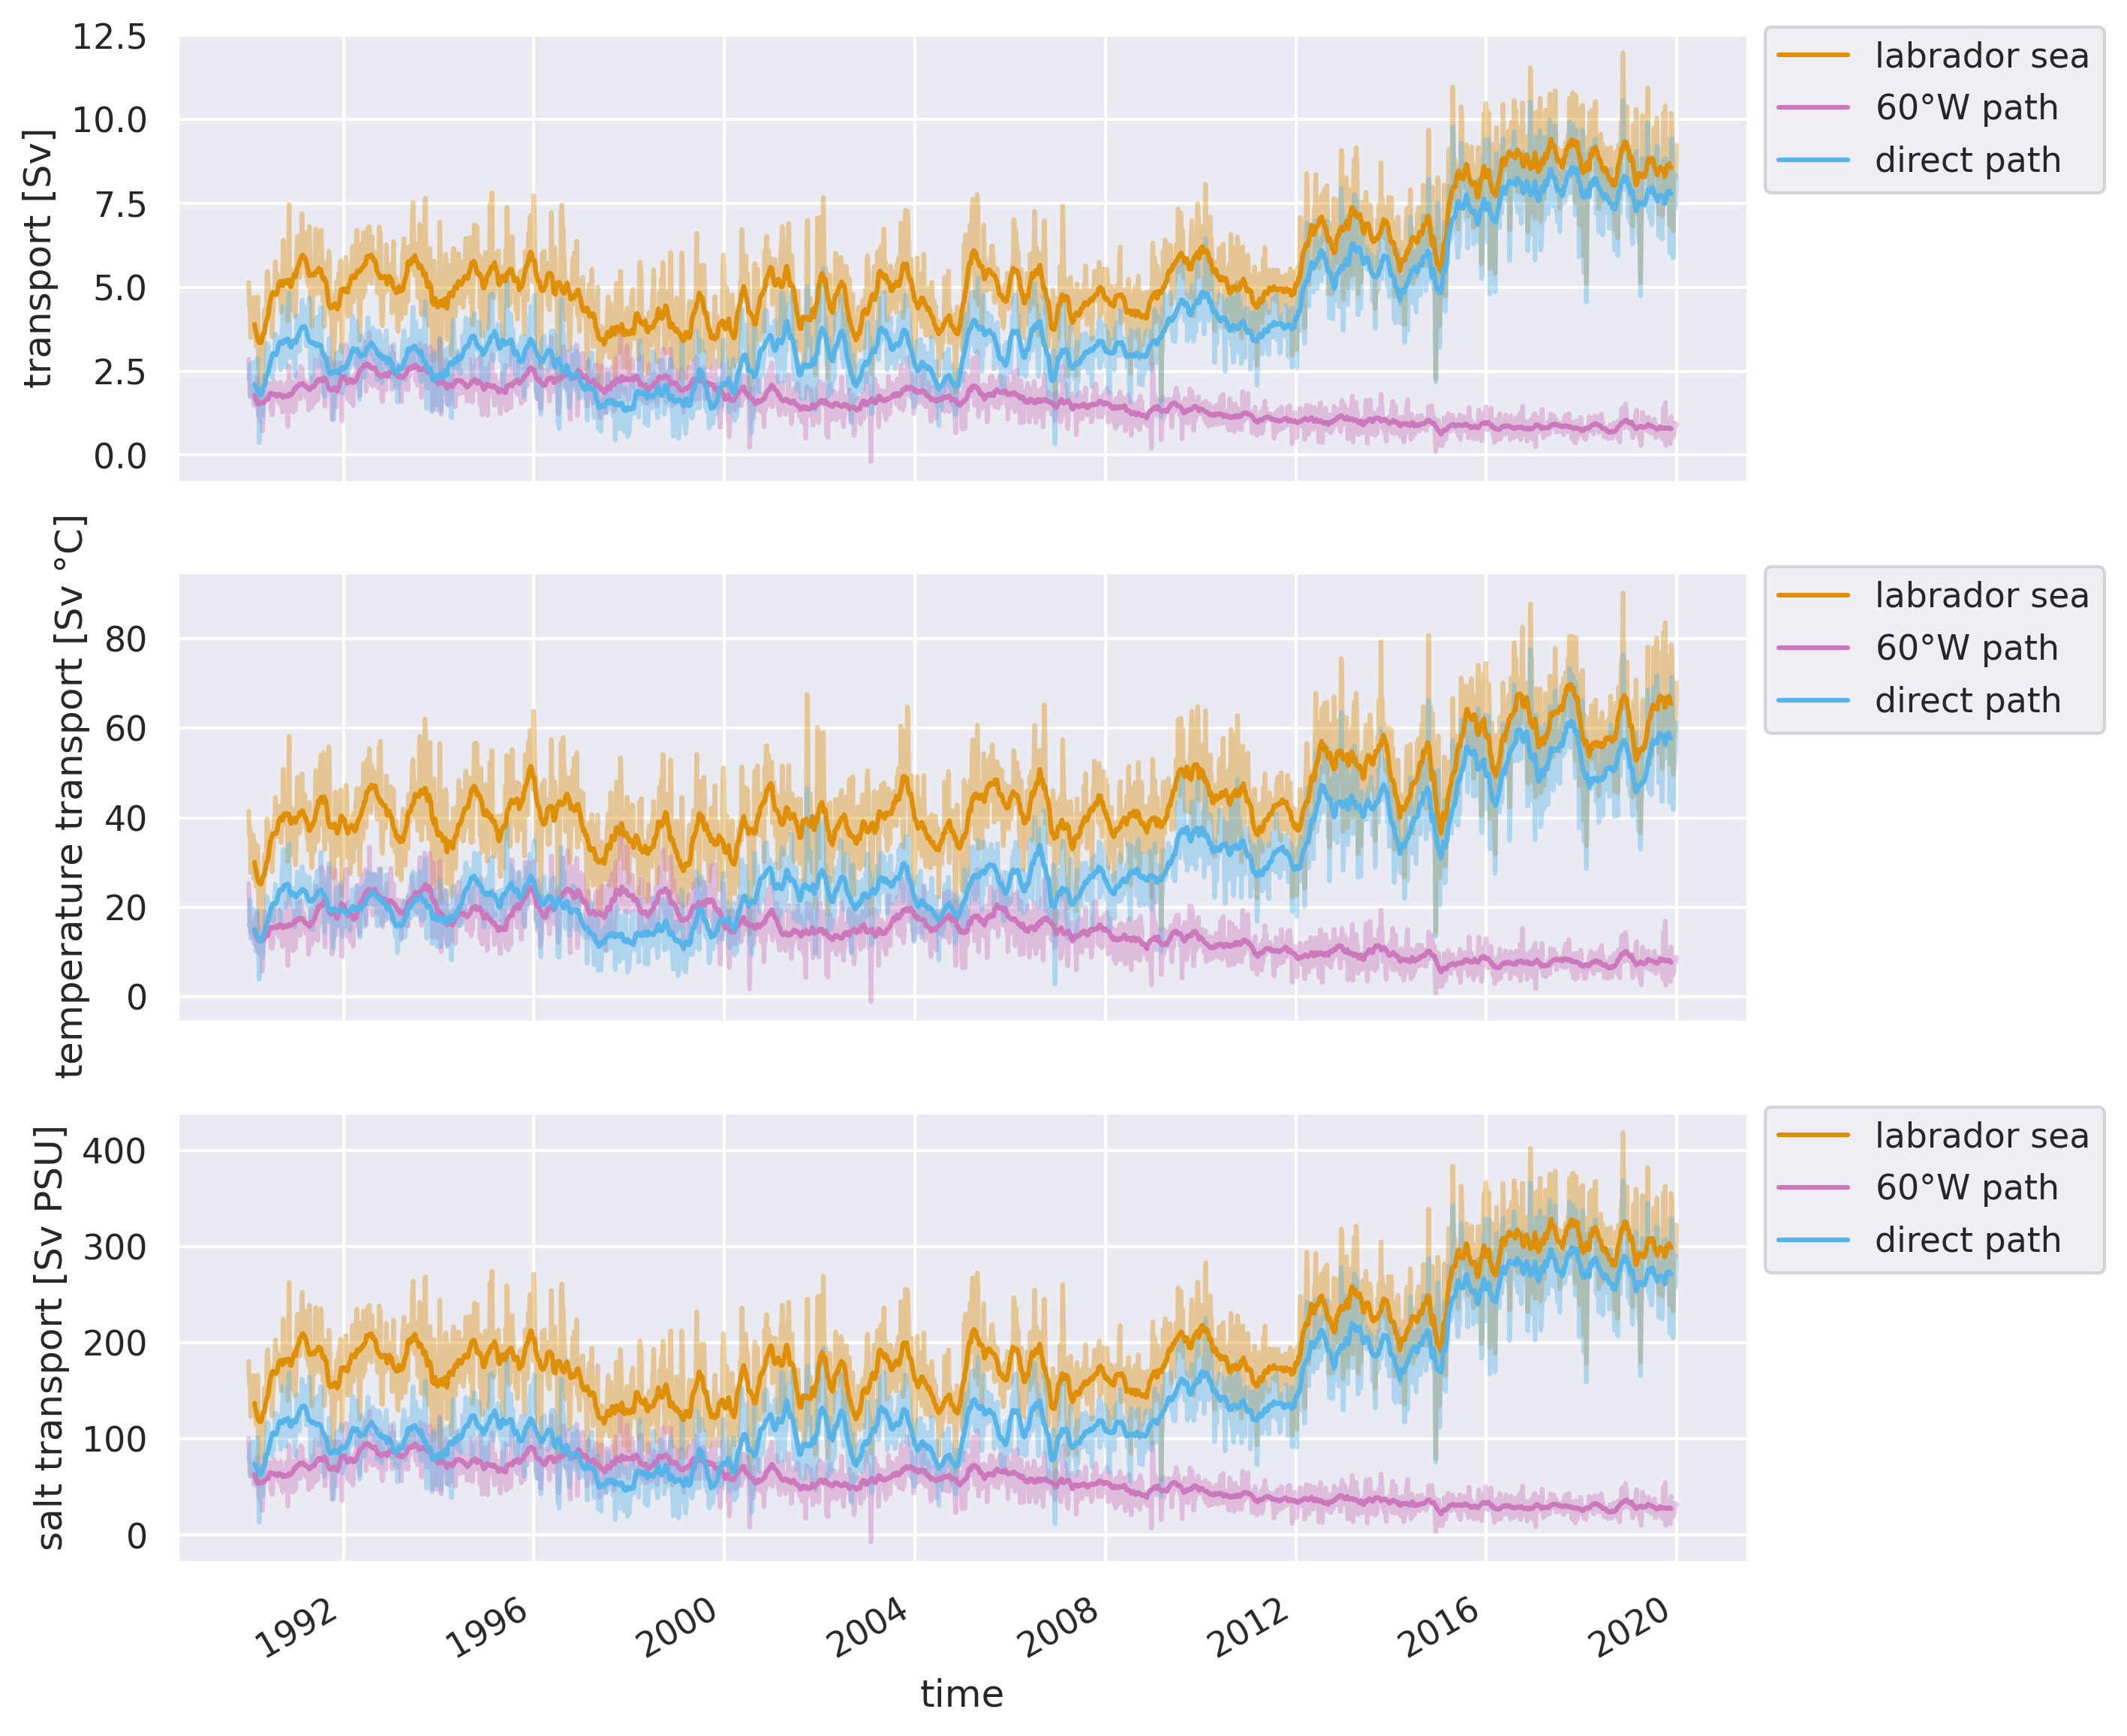 transport [Sv]
12.5
10.0
7.5
5.0
2.5
0.0
labrador sea
60°W path
direct path
temperature transport [Sv °C]
80
60
40
20
0
labrador sea
60°W path
direct path
salt transport [Sv PSU]
400
300
200
100
0
labrador sea
60°W path
direct path
1992 1996 2000 2004 2008 2012 2016 2020
time